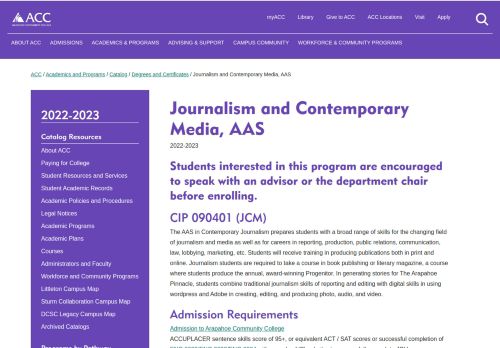 ACC
myACC Library Give to ACC ACC Locations Visit Apply
ABOUT ACC ADMISSIONS ACADEMICS & PROGRAMS ADVISING & SUPPORT CAMPUS COMMUNITY WORKFORCE & COMMUNITY PROGRAMS
ACC / Academics and Programs / Catalog / Degrees and Certificates / Journalism and Contemporary Media, AAS
2022-2023
Catalog Resources
About ACC
Paying for College
Student Resources and Services
Student Academic Records
Academic Policies and Procedures
Legal Notices
Academic Programs
Academic Plans
Courses
Administrators and Faculty
Workforce and Community Programs
Littleton Campus Map
Sturm Collaboration Campus Map
DCSC Legacy Campus Map
Archived Catalogs
Journalism and Contemporary
Media, AAS
2022-2023
Students interested in this program are encouraged
to speak with an advisor or the department chair
before enrolling.
CIP 090401 (JCM)
The AAS in Contemporary Journalism prepares students with a broad range of skills for the changing field
of journalism and media as well as for careers in reporting, production, public relations, communication,
law, lobbying, marketing, etc. Students will receive training in producing publications both in print and
online. Journalism students are required to take a course in book publishing or literary magazine, a course
where students produce the annual, award-winning Progenitor. In generating stories for The Arapahoe
Pinnacle, students combine traditional journalism skills of reporting and editing with digital skills in using
wordpress and Adobe in creating, editing, and producing photo, audio, and video.
Admission Requirements
Admission to Arapahoe Community College
ACCUPLACER sentence skills score of 95+, or equivalent ACT / SAT scores or successful completion of